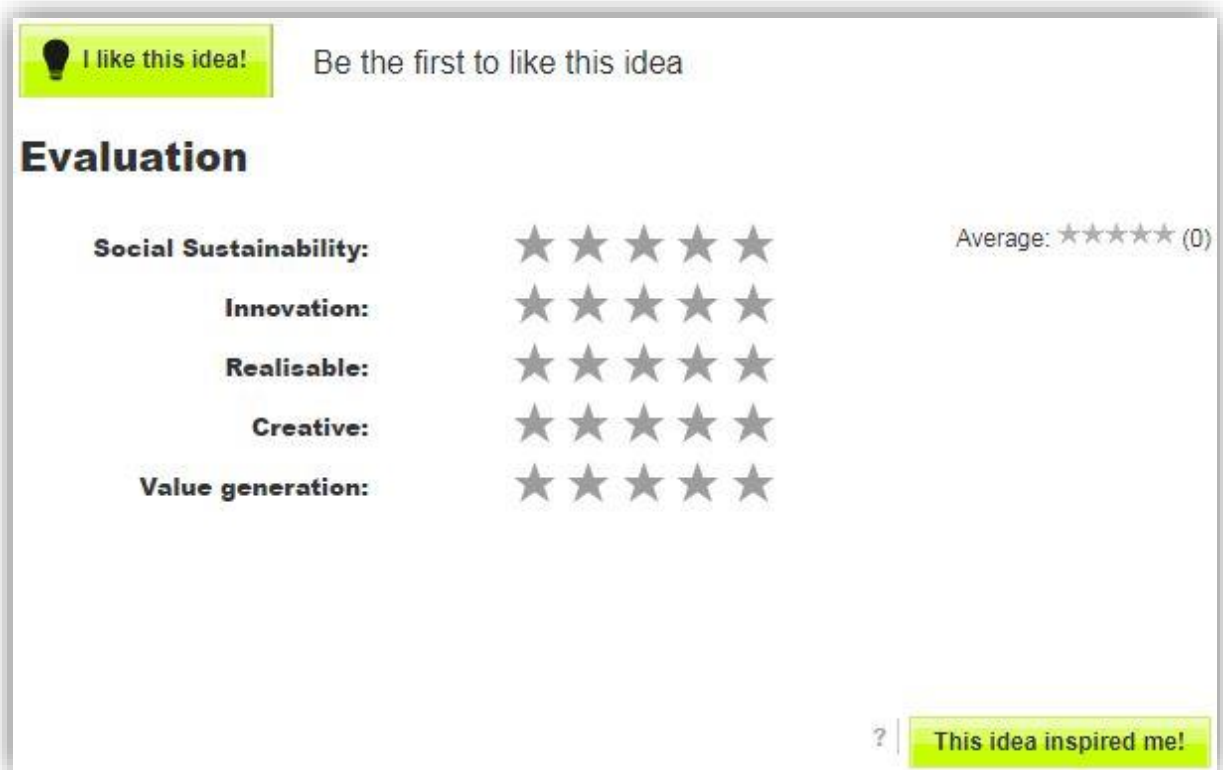 I like this idea!
Be the first to like this idea
Evaluation
Social Sustainability:
Average: (0)
Innovation:
Realisable:
Creative:
Value generation:
?
This idea inspired me!